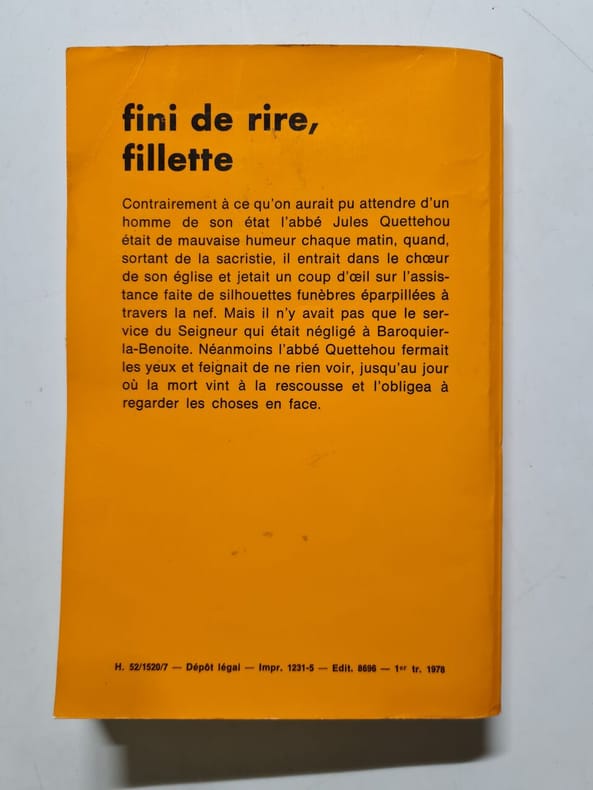 fini de rire,
fillette
Contrairement à ce qu'on aurait pu attendre d'un
homme de son état l'abbé Jules Quettehou
était de mauvaise humeur chaque matin, quand,
sortant de la sacristie, il entrait dans le chœur
de son église et jetait un coup d'œil sur l'assis-
tance faite de silhouettes funèbres éparpillées à
travers la nef. Mais il n'y avait pas que le ser-
vice du Seigneur qui était négligé à Baroquier-
la-Benoite. Néanmoins l'abbé Quettehou fermait
les yeux et feignait de ne rien voir, jusqu'au jour
où la mort vint à la rescousse et l'obligea à
regarder les choses en face.
H. 52/1520/7 — Dépôt légal — Impr. 1231-5 — Edit. 8696 — 1er tr. 1978